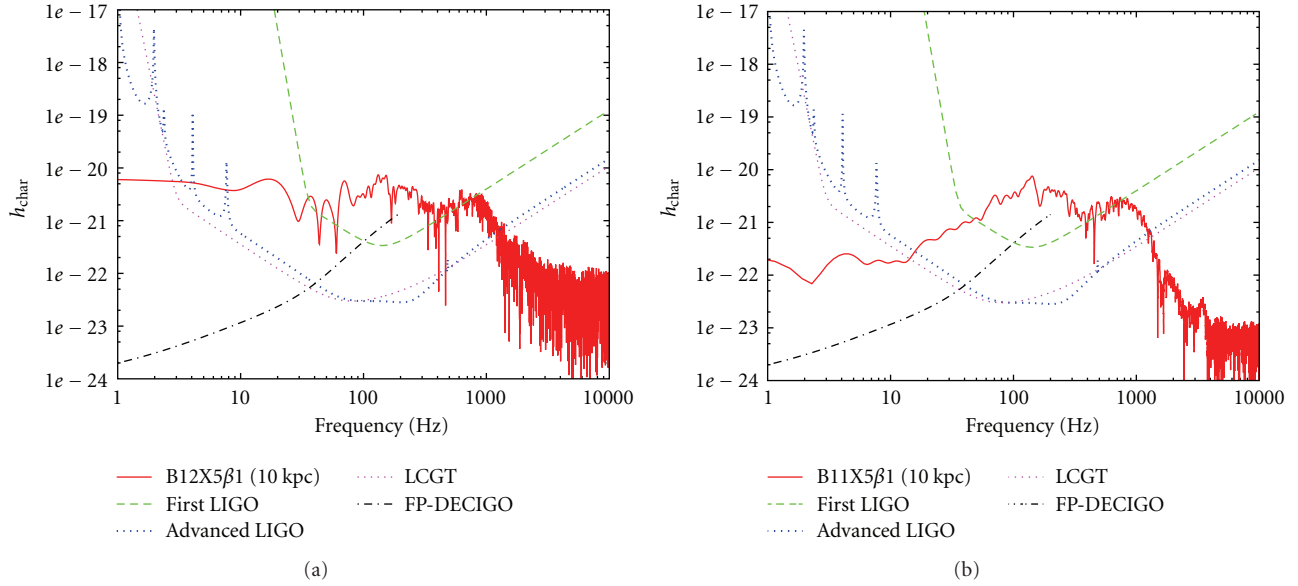 1e − 17
1e − 18
1e − 19
1e − 20
1e − 21
1e − 22
1e − 23
1e − 24
h_char
1 10 100 1000 10000
Frequency (Hz)
B12X5β1 (10 kpc)
First LIGO
Advanced LIGO
LCGT
FP-DECIGO
(a)
1e − 17
1e − 18
1e − 19
1e − 20
1e − 21
1e − 22
1e − 23
1e − 24
h_char
1 10 100 1000 10000
Frequency (Hz)
B11X5β1 (10 kpc)
First LIGO
Advanced LIGO
LCGT
FP-DECIGO
(b)